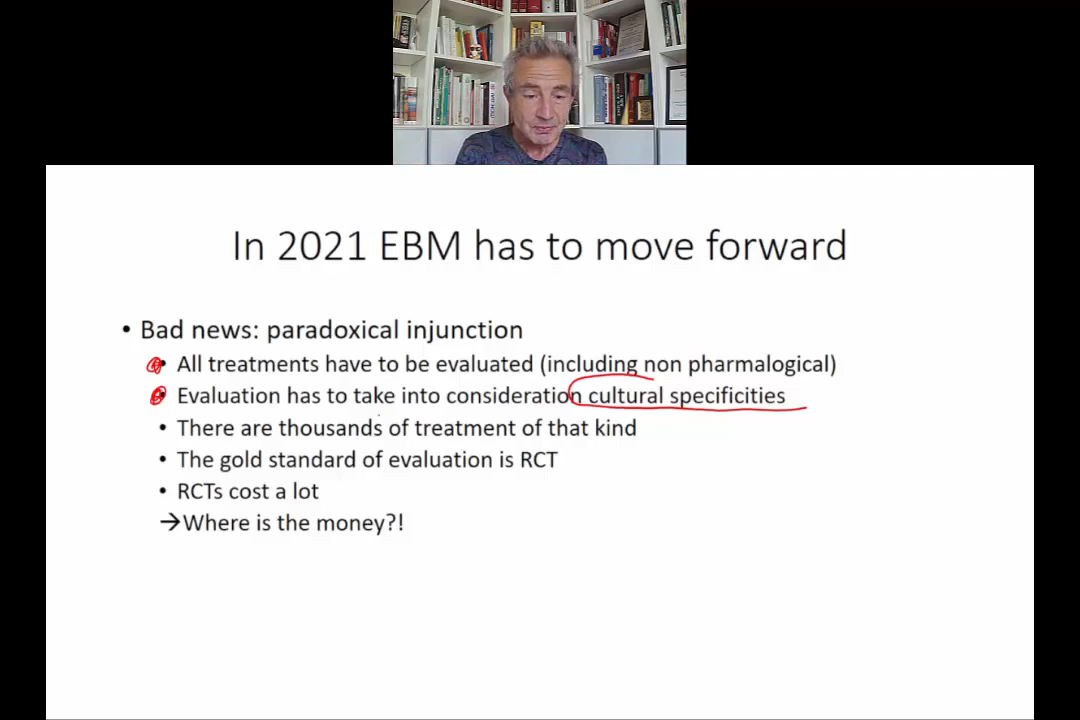 In 2021 EBM has to move forward
• Bad news: paradoxical injunction
• All treatments have to be evaluated (including non pharmalogical)
• Evaluation has to take into consideration cultural specificities
• There are thousands of treatment of that kind
• The gold standard of evaluation is RCT
• RCTs cost a lot
→Where is the money?!